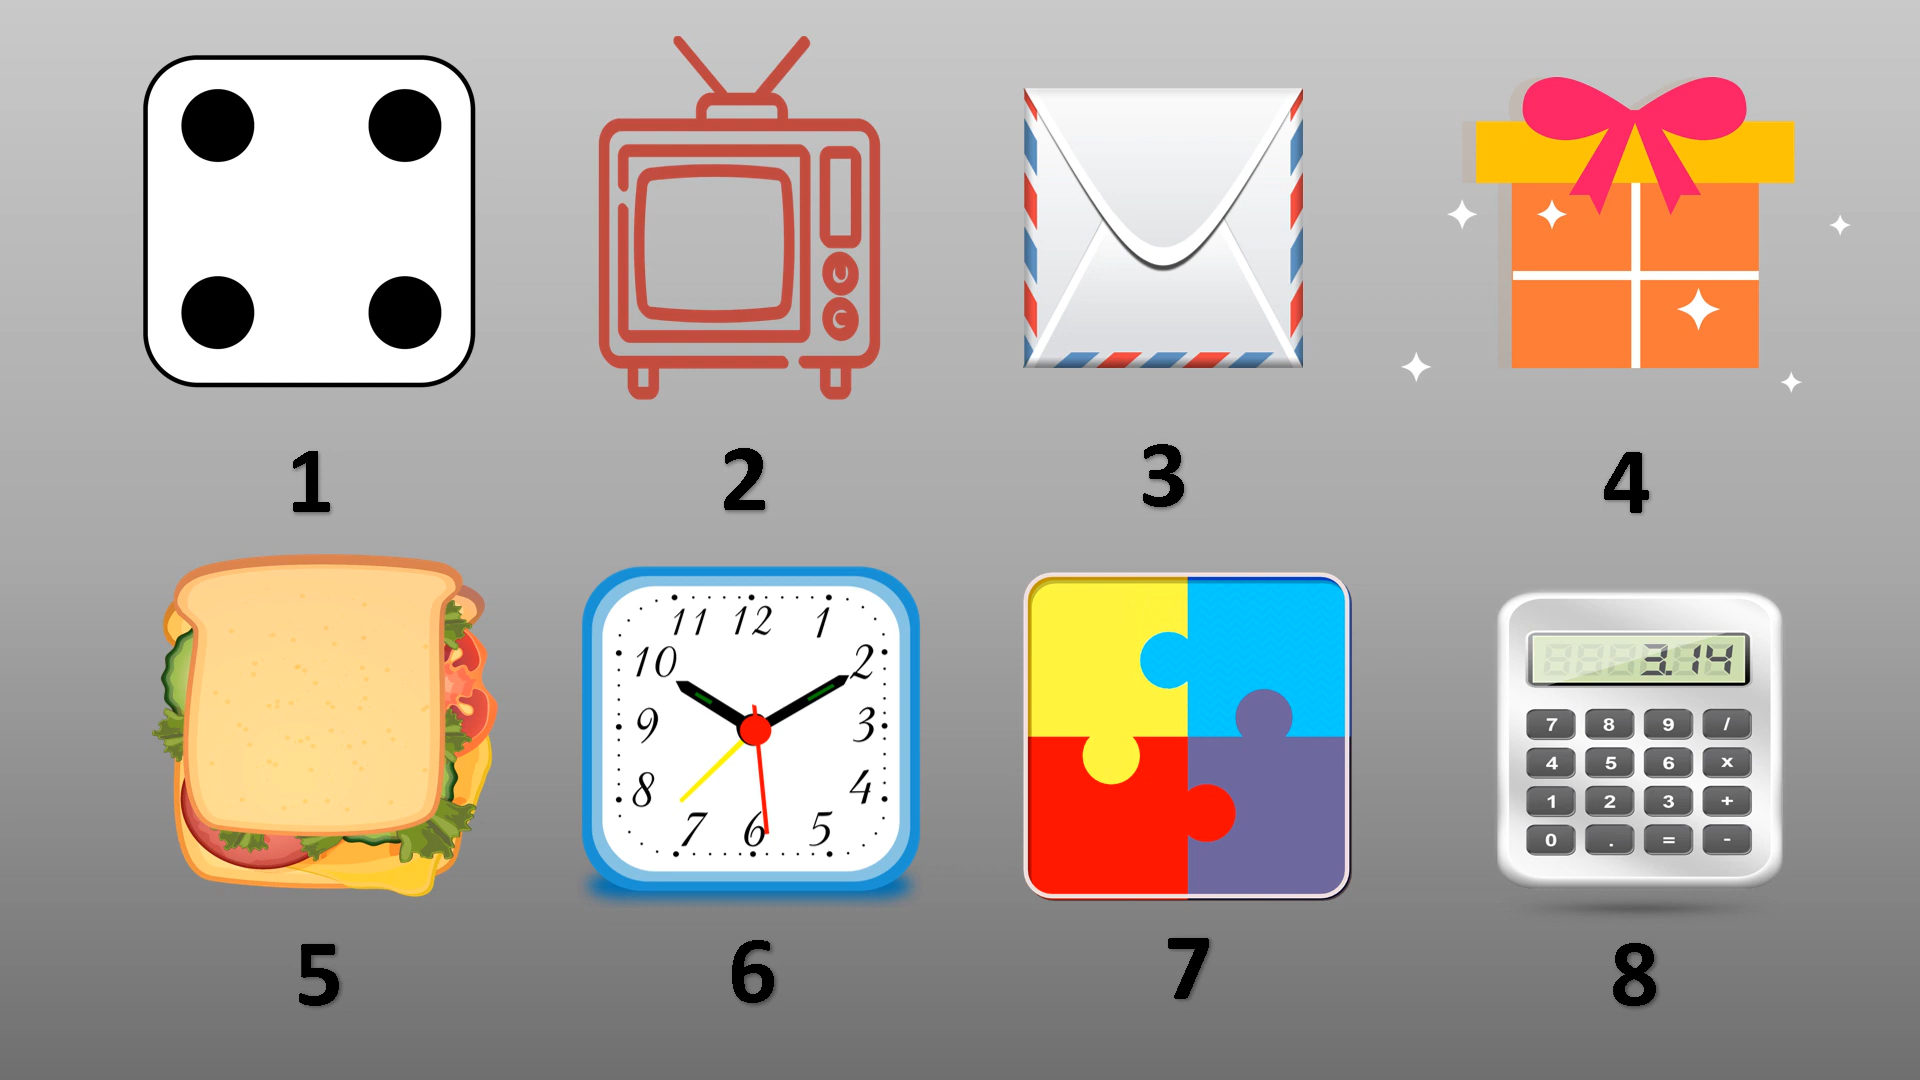 1 2 3 4
11 12 1
10 2
9 3
8 4
7 6 5
3.14
7 8 9 /
4 5 6 x
1 2 3 +
0 . = -
5 6 7 8